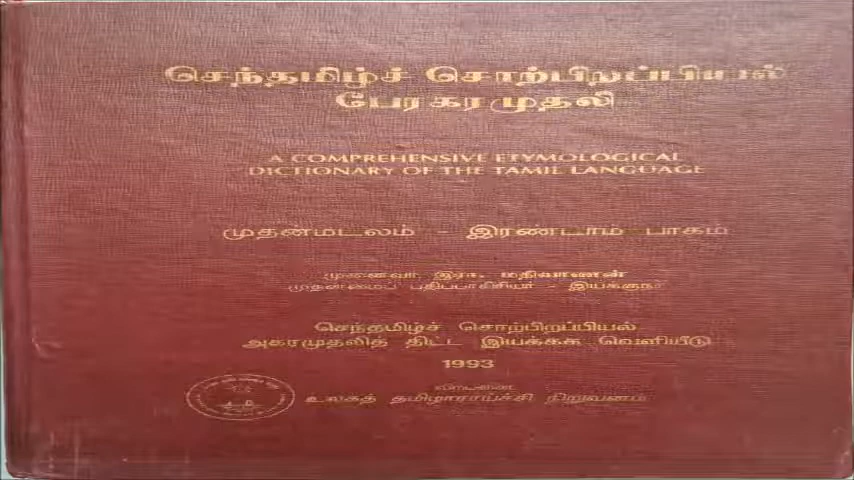 செந்தமிழ்ச் சொற்பிறப்பியல்
பேரகரமுதலி
A COMPREHENSIVE ETYMOLOGICAL
DICTIONARY OF THE TAMIL LANGUAGE
முதன்மடலம் - இரண்டாம் பாகம்
முனைவர் இரா. மதிவாணன்
முதன்மைப் பதிப்பாசிரியர் - இயக்குநர்
செந்தமிழ்ச் சொற்பிறப்பியல்
அகரமுதலித் திட்ட இயக்கக வெளியீடு
1993
விற்பனை
உலகத் தமிழாராய்ச்சி நிறுவனம்